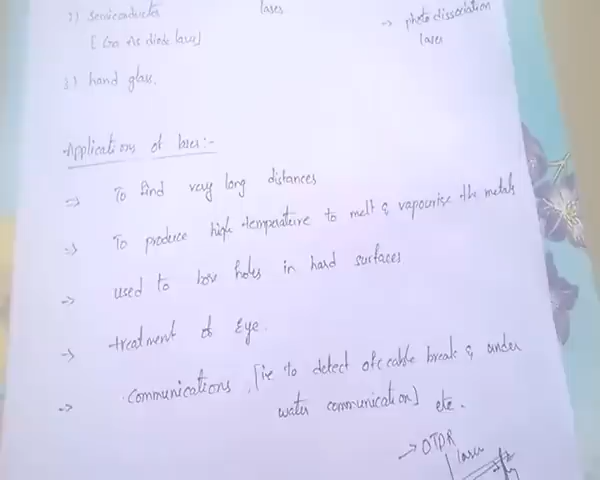 2) Semiconductor lases
[Ga As diode laser]
→ photo dissociation
lases
3) hand glass.
Applications of laser:-
⇒ To find very long distances
⇒ To produce high temperature to melt & vapourise the metals
→ used to bore holes in hard surfaces
→ treatment of Eye.
→ Communications [ie to detect ofc cable break & under
water communication] etc.
→ OTDR
laser